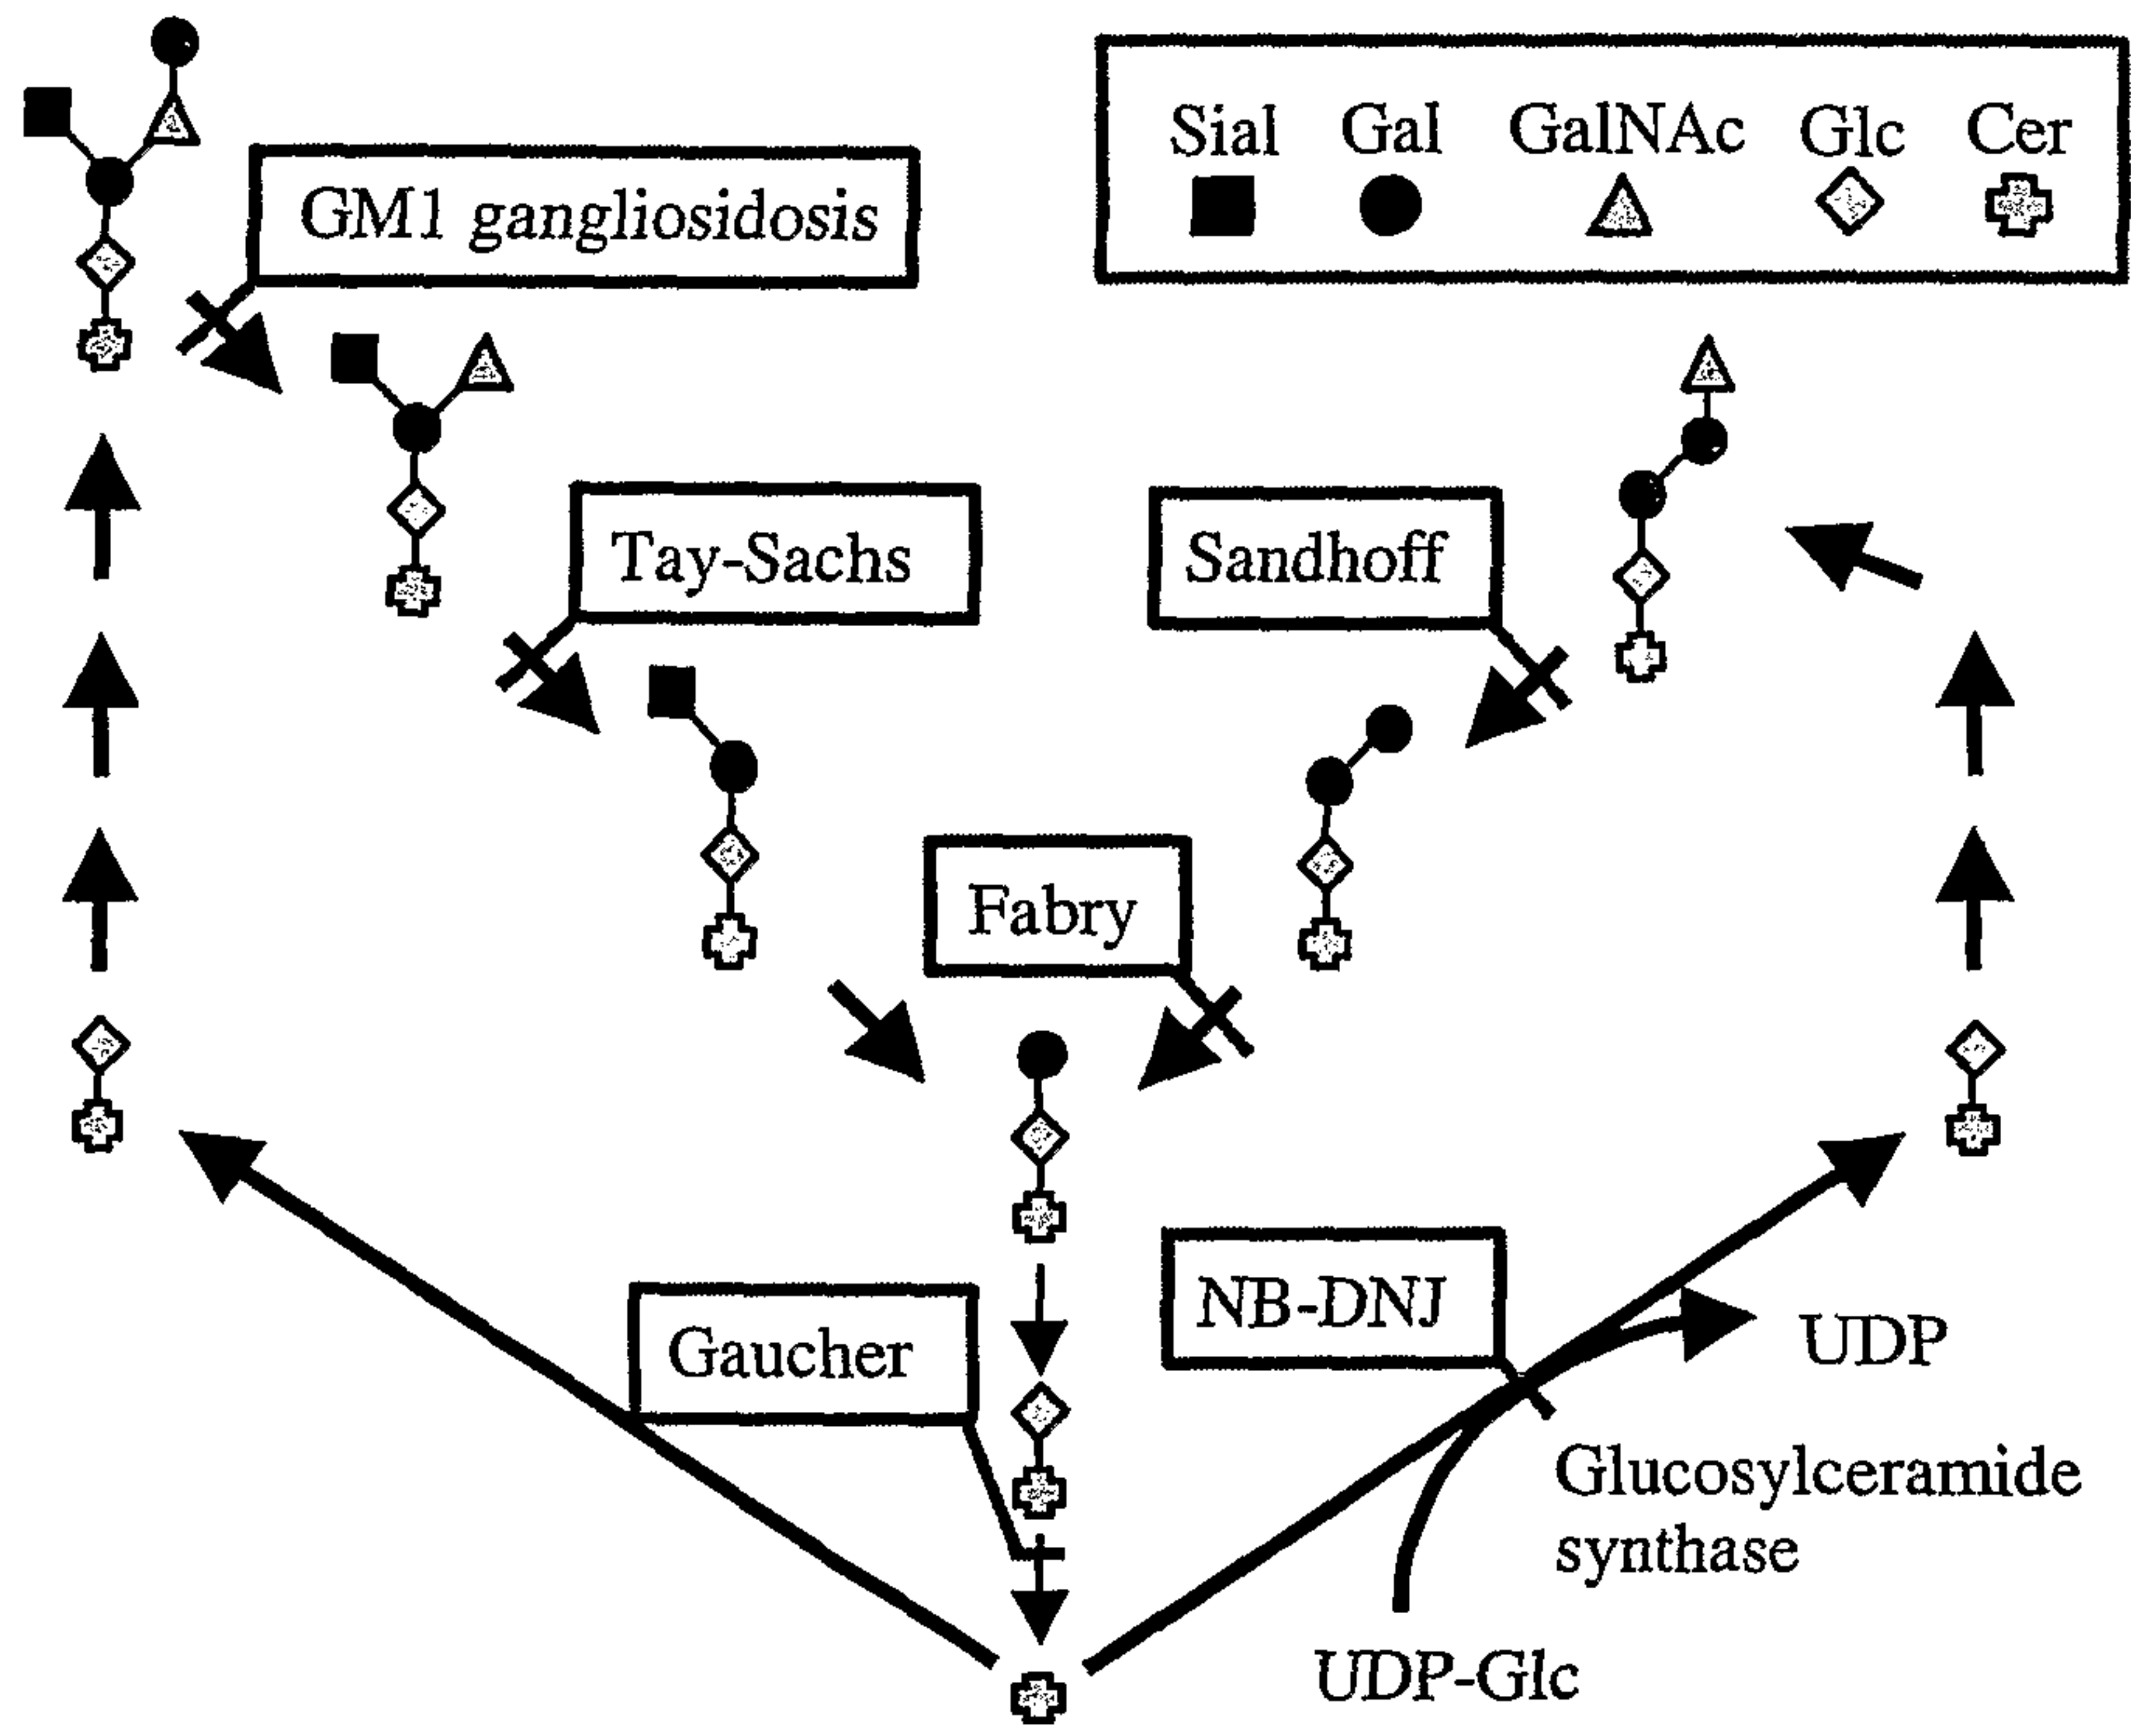 Sial Gal GalNAc Glc Cer
GM1 gangliosidosis
Tay-Sachs
Sandhoff
Fabry
NB-DNJ
Gaucher
UDP
Glucosylceramide
synthase
UDP-Glc